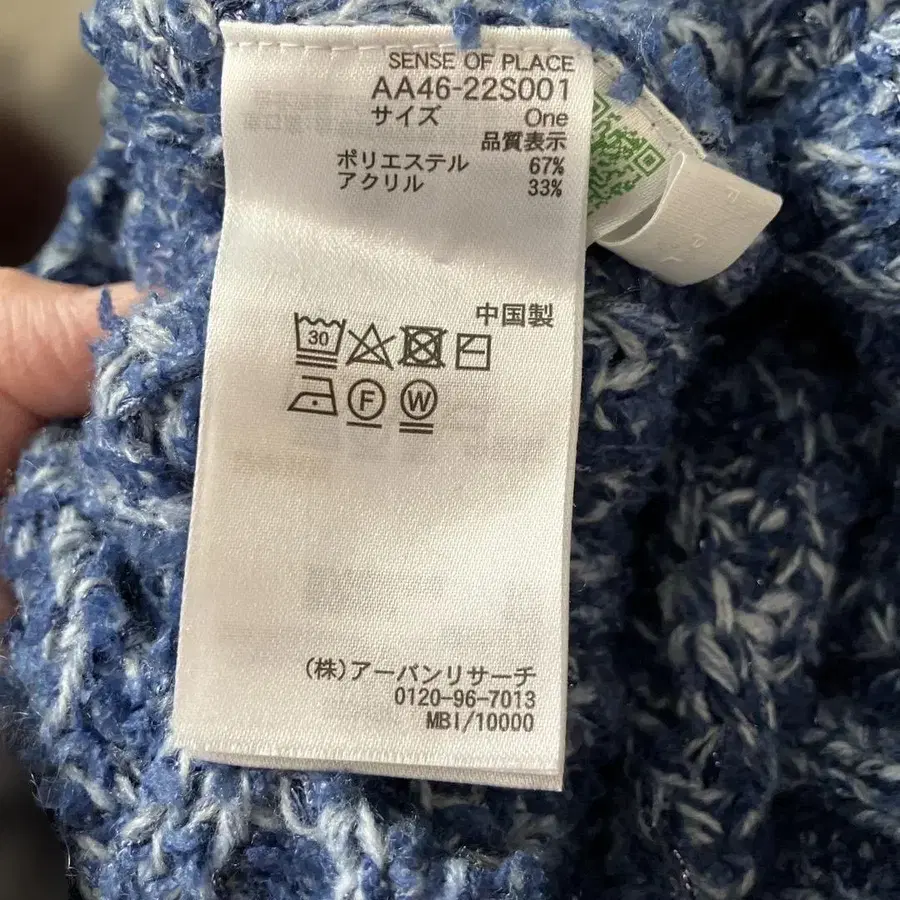 SENSE OF PLACE
AA46-22S001
サイズ One
品質表示
ポリエステル 67%
アクリル 33%
中国製
30
F W
(株)アーバンリサーチ
0120-96-7013
MBI/10000